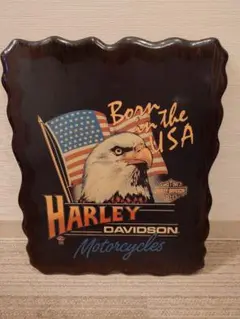 Born
in the
USA
HARLEY
DAVIDSON
Motorcycles